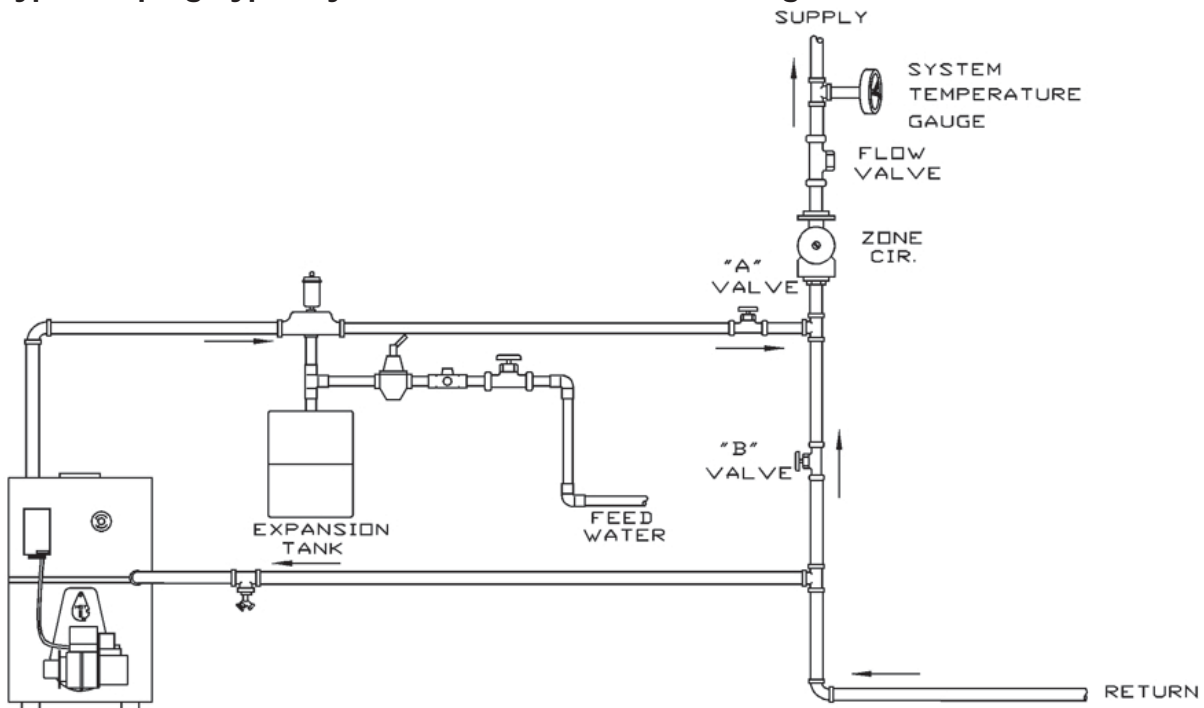 SUPPLY
SYSTEM
TEMPERATURE
GAUGE
FLOW
VALVE
ZONE
CIR.
"A"
VALVE
"B"
VALVE
EXPANSION
TANK
FEED
WATER
RETURN